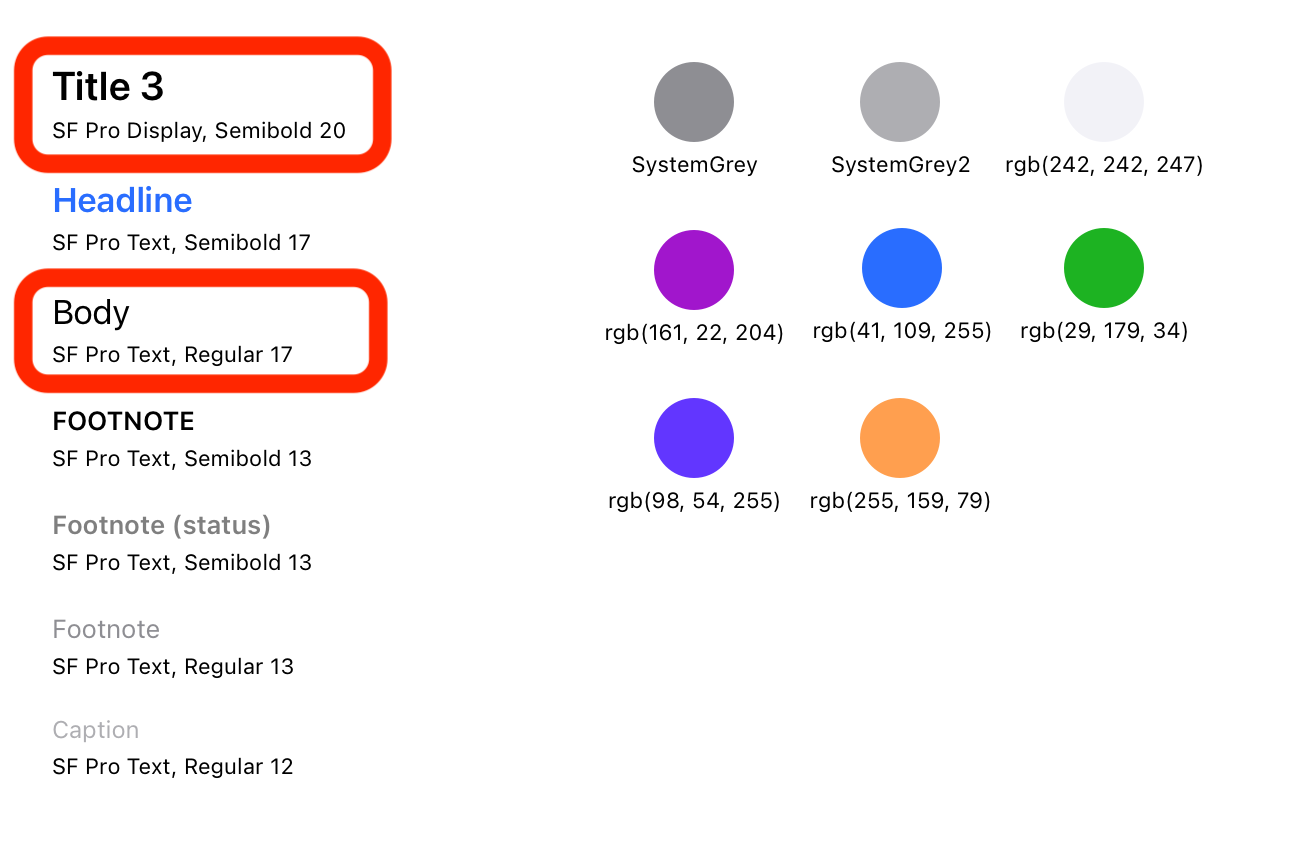 Title 3
SF Pro Display, Semibold 20
Headline
SF Pro Text, Semibold 17
Body
SF Pro Text, Regular 17
FOOTNOTE
SF Pro Text, Semibold 13
Footnote (status)
SF Pro Text, Semibold 13
Footnote
SF Pro Text, Regular 13
Caption
SF Pro Text, Regular 12
SystemGrey
SystemGrey2
rgb(242, 242, 247)
rgb(161, 22, 204)
rgb(41, 109, 255)
rgb(29, 179, 34)
rgb(98, 54, 255)
rgb(255, 159, 79)